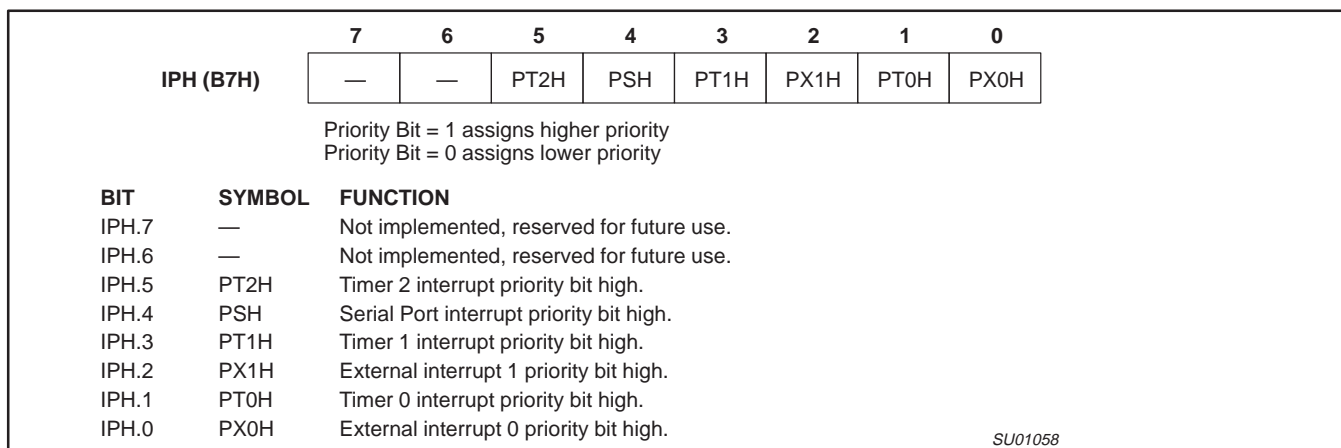 7 6 5 4 3 2 1 0
IPH (B7H) — — PT2H PSH PT1H PX1H PT0H PX0H
Priority Bit = 1 assigns higher priority
Priority Bit = 0 assigns lower priority
BIT SYMBOL FUNCTION
IPH.7 — Not implemented, reserved for future use.
IPH.6 — Not implemented, reserved for future use.
IPH.5 PT2H Timer 2 interrupt priority bit high.
IPH.4 PSH Serial Port interrupt priority bit high.
IPH.3 PT1H Timer 1 interrupt priority bit high.
IPH.2 PX1H External interrupt 1 priority bit high.
IPH.1 PT0H Timer 0 interrupt priority bit high.
IPH.0 PX0H External interrupt 0 priority bit high.
SU01058